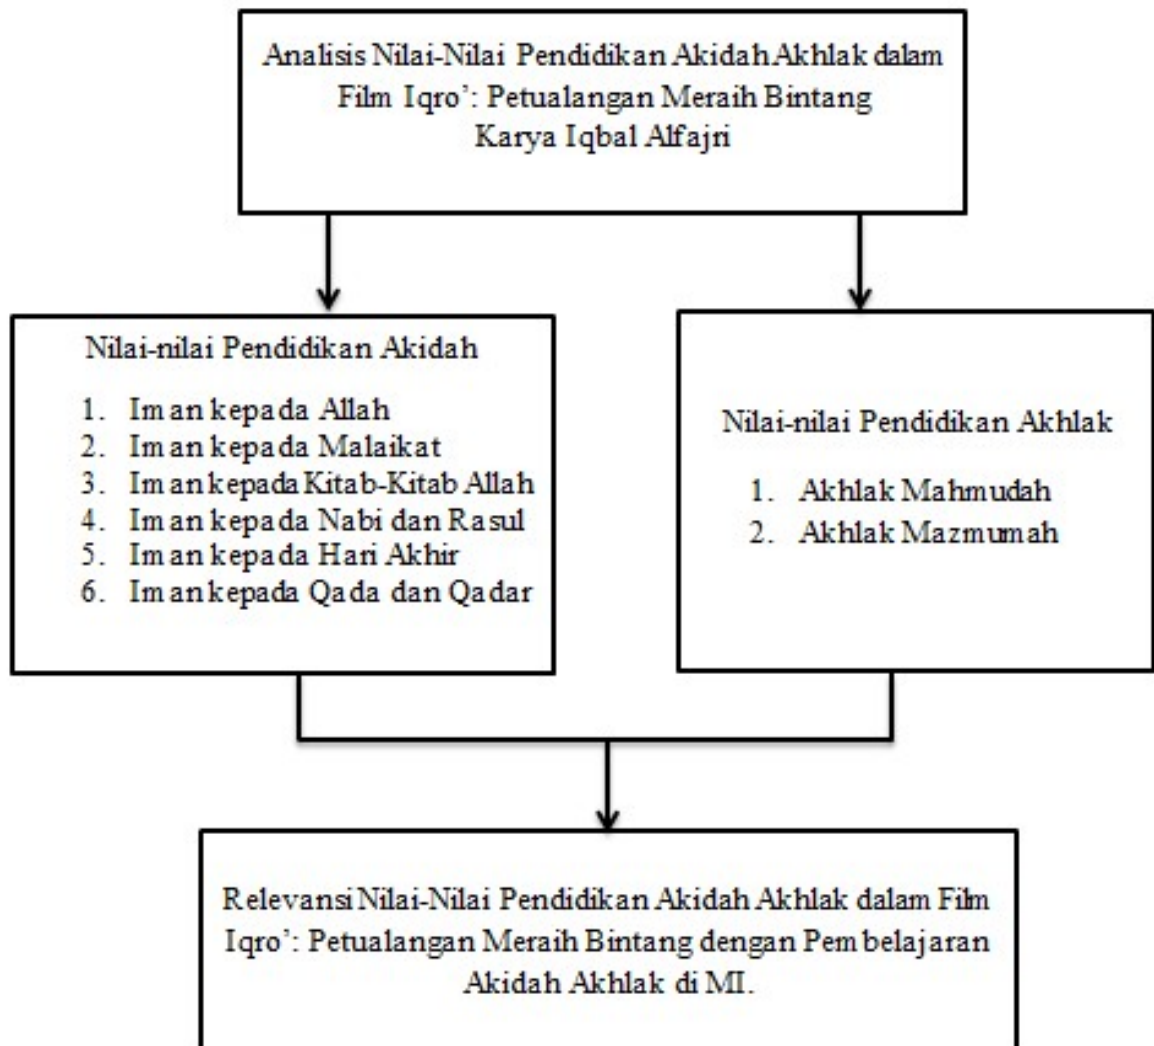 Analisis Nilai-Nilai Pendidikan Akidah Akhlak dalam
Film Iqro’: Petualangan Meraih Bintang
Karya Iqbal Alfajri
Nilai-nilai Pendidikan Akidah
1. Iman kepada Allah
2. Iman kepada Malaikat
3. Iman kepada Kitab-Kitab Allah
4. Iman kepada Nabi dan Rasul
5. Iman kepada Hari Akhir
6. Iman kepada Qada dan Qadar
Nilai-nilai Pendidikan Akhlak
1. Akhlak Mahmudah
2. Akhlak Mazmumah
Relevansi Nilai-Nilai Pendidikan Akidah Akhlak dalam Film
Iqro’: Petualangan Meraih Bintang dengan Pembelajaran
Akidah Akhlak di MI.